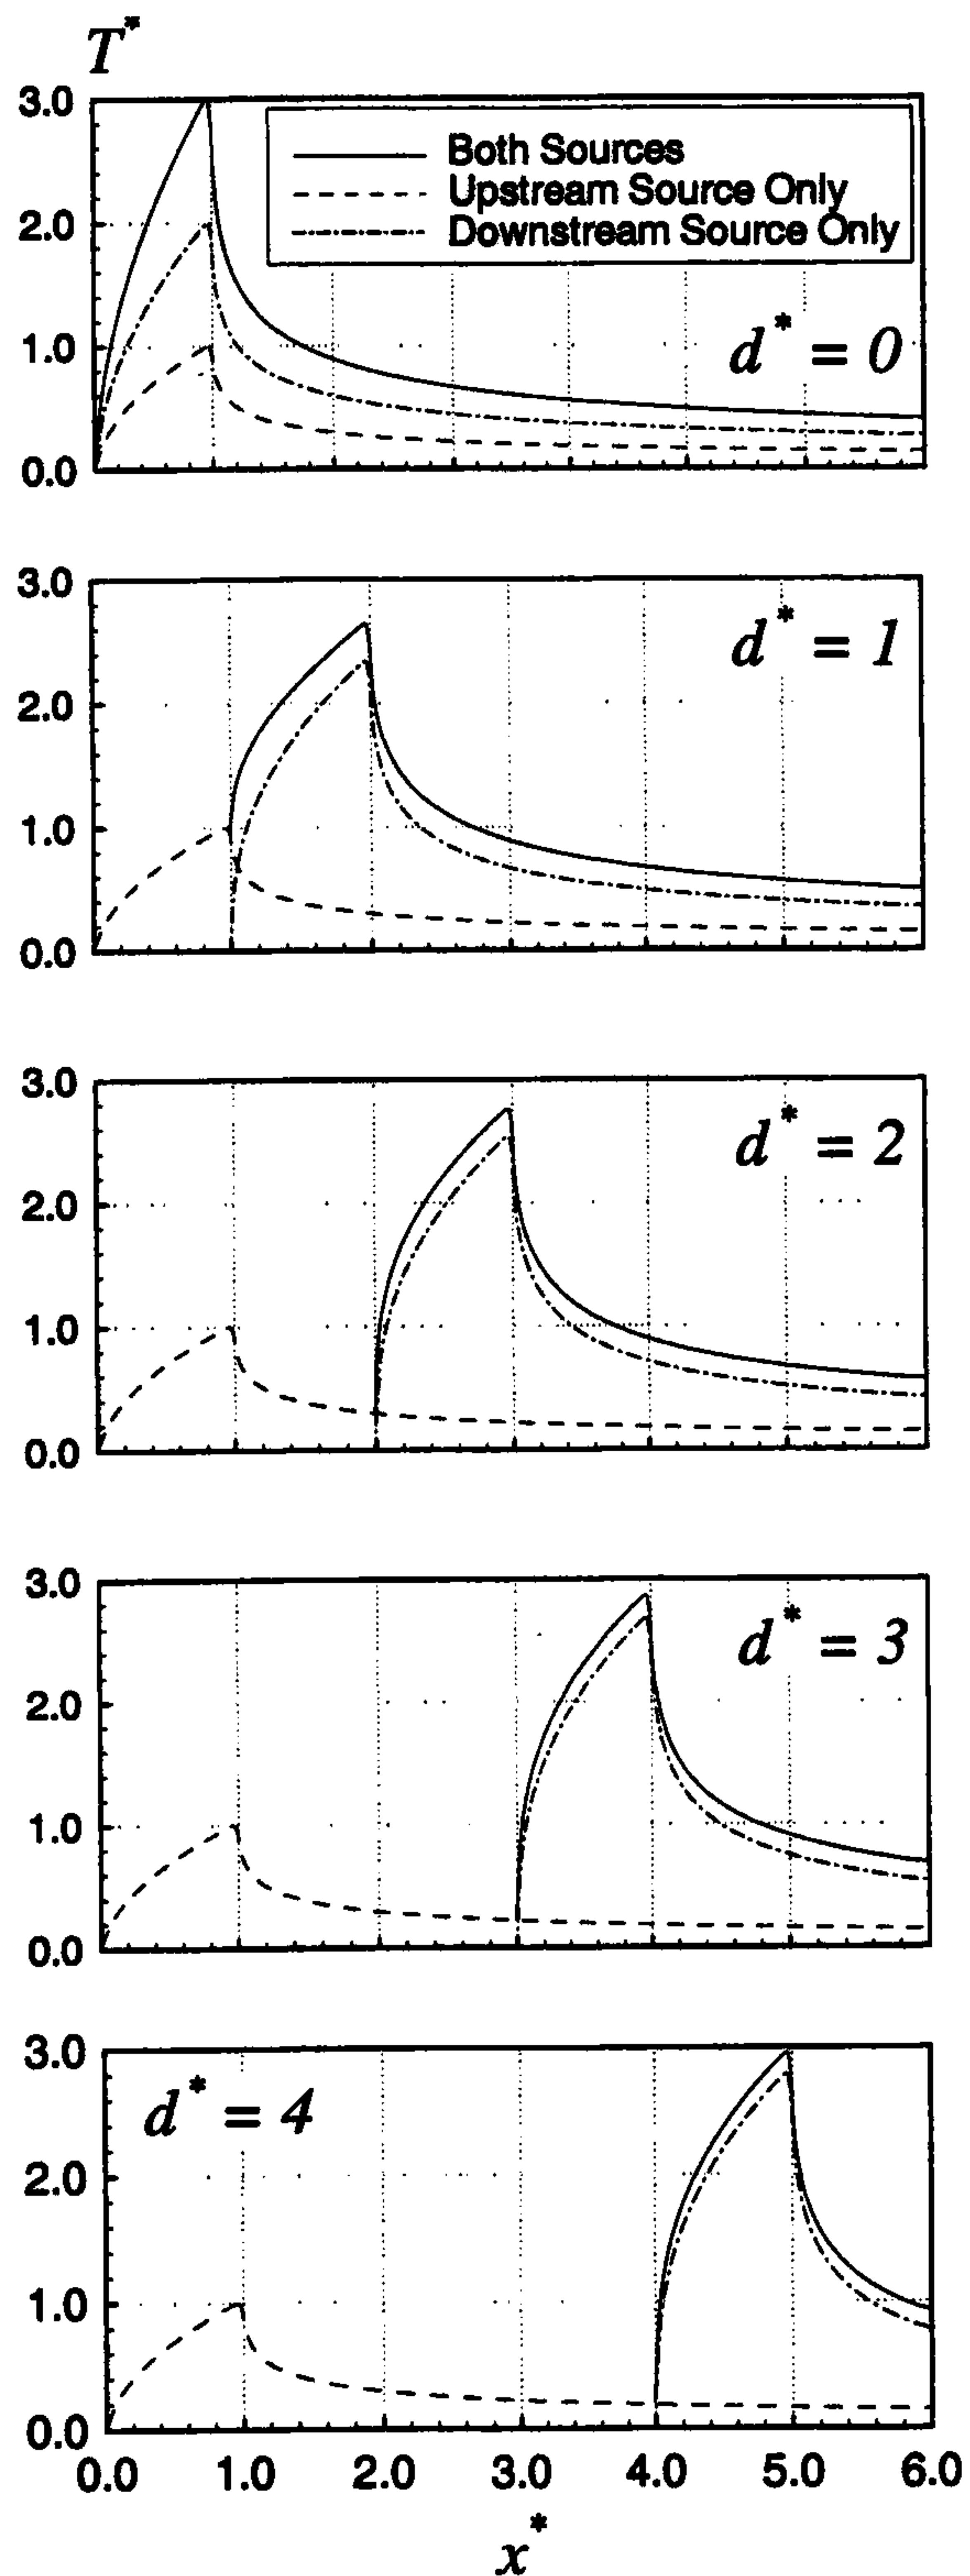 T*
3.0
Both Sources
Upstream Source Only
2.0
Downstream Source Only
1.0
d* = 0
0.0
3.0
d* = 1
2.0
1.0
0.0
3.0
d* = 2
2.0
1.0
0.0
3.0
d* = 3
2.0
1.0
0.0
3.0
d* = 4
2.0
1.0
0.0
0.0 1.0 2.0 3.0 4.0 5.0 6.0
x*